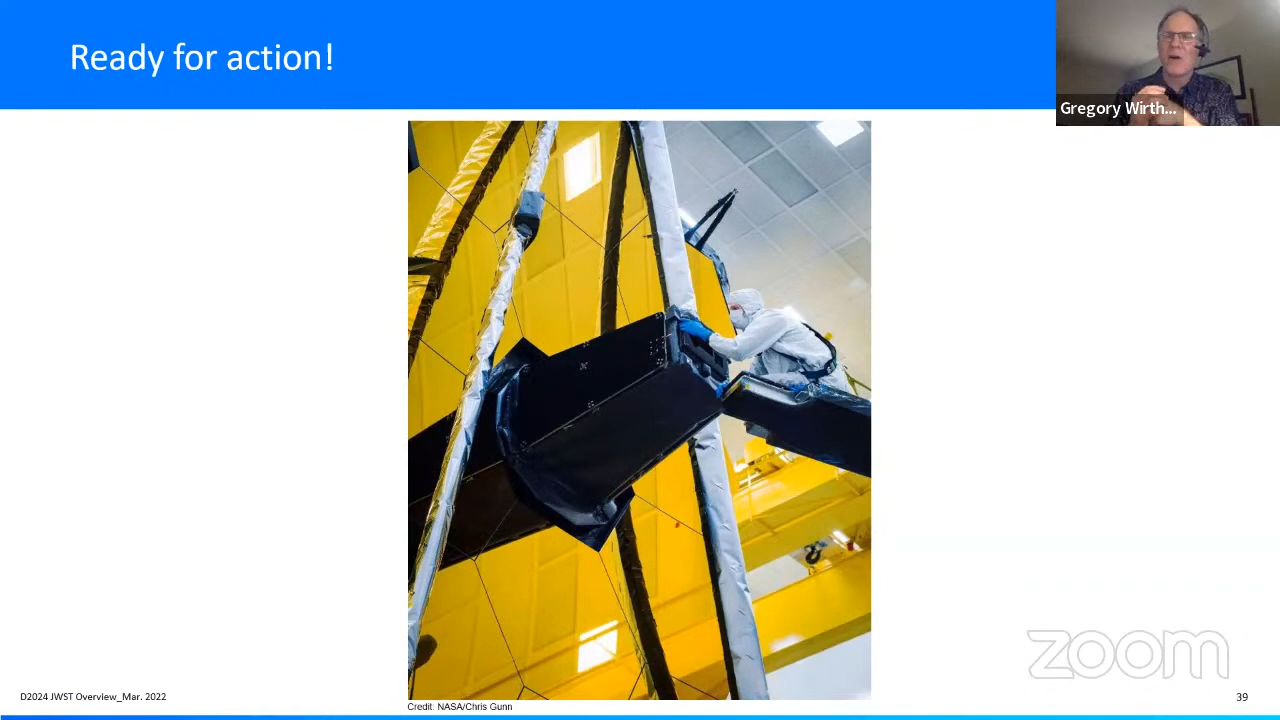 Ready for action!
Gregory Wirth...
zoom
D2024 JWST Overview_Mar. 2022
39
Credit: NASA/Chris Gunn